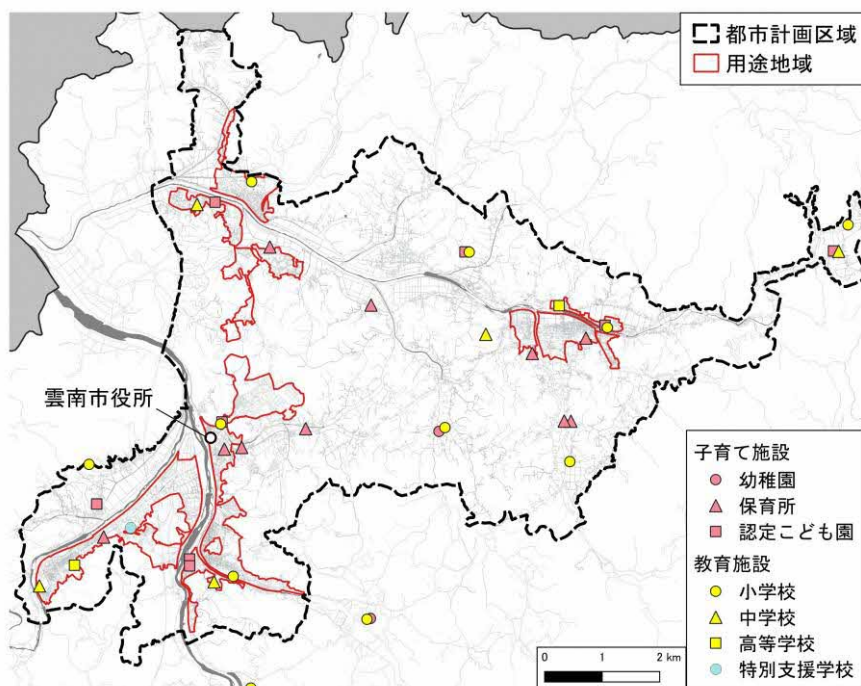 都市計画区域
用途地域
雲南市役所
子育て施設
幼稚園
保育所
認定こども園
教育施設
小学校
中学校
高等学校
特別支援学校
0 1 2 km